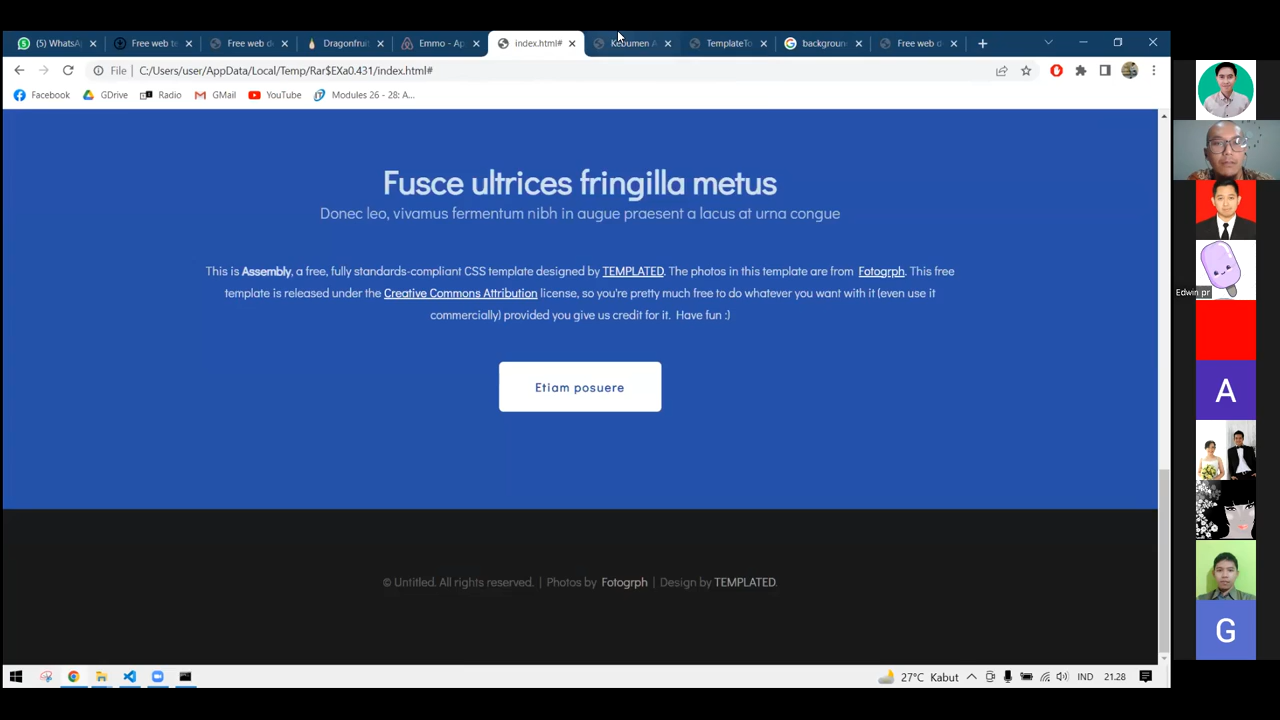 (5) WhatsA
Free web te
Free web d
Dragonfruit
Emmo - Ap
index.html#
Kebumen A
TemplateTo
backgroun
Free web d
File
C:/Users/user/AppData/Local/Temp/Rar$EXa0.431/index.html#
Facebook
GDrive
Radio
GMail
YouTube
Modules 26 - 28: A...
Fusce ultrices fringilla metus
Donec leo, vivamus fermentum nibh in augue praesent a lacus at urna congue
This is Assembly, a free, fully standards-compliant CSS template designed by TEMPLATED. The photos in this template are from Fotogrph. This free
template is released under the Creative Commons Attribution license, so you're pretty much free to do whatever you want with it (even use it
commercially) provided you give us credit for it. Have fun :)
Etiam posuere
© Untitled. All rights reserved. | Photos by Fotogrph | Design by TEMPLATED.
Edwin pr
A
G
27°C Kabut
IND
21.28